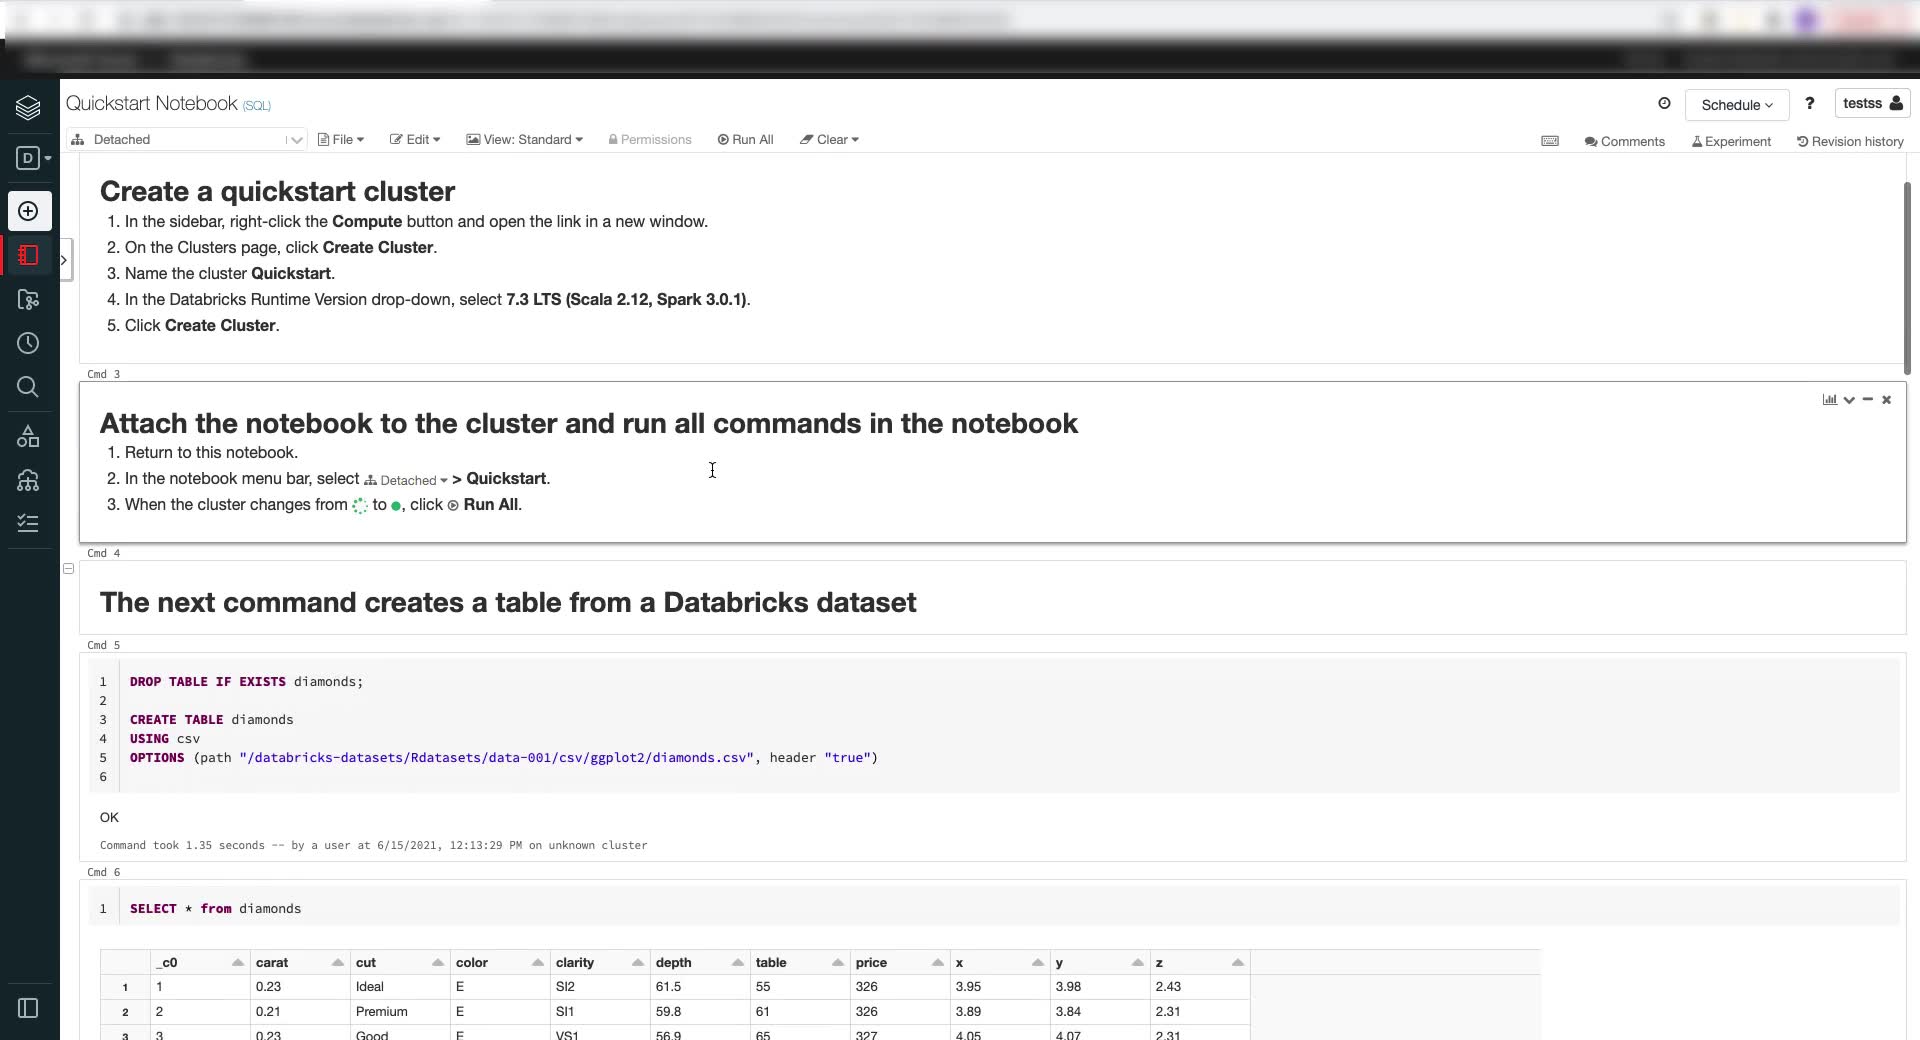 Quickstart Notebook (SQL)
Schedule
?
testss
D
Detached
File
Edit
View: Standard
Permissions
Run All
Clear
Comments
Experiment
Revision history
Create a quickstart cluster
1. In the sidebar, right-click the Compute button and open the link in a new window.
2. On the Clusters page, click Create Cluster.
3. Name the cluster Quickstart.
4. In the Databricks Runtime Version drop-down, select 7.3 LTS (Scala 2.12, Spark 3.0.1).
5. Click Create Cluster.
Cmd 3
Attach the notebook to the cluster and run all commands in the notebook
1. Return to this notebook.
2. In the notebook menu bar, select Detached > Quickstart.
3. When the cluster changes from to , click Run All.
Cmd 4
The next command creates a table from a Databricks dataset
Cmd 5
1 DROP TABLE IF EXISTS diamonds;
2
3 CREATE TABLE diamonds
4 USING csv
5 OPTIONS (path "/databricks-datasets/Rdatasets/data-001/csv/ggplot2/diamonds.csv", header "true")
6
OK
Command took 1.35 seconds -- by a user at 6/15/2021, 12:13:29 PM on unknown cluster
Cmd 6
1 SELECT * from diamonds
_c0 carat cut color clarity depth table price x y z
1 1 0.23 Ideal E SI2 61.5 55 326 3.95 3.98 2.43
2 2 0.21 Premium E SI1 59.8 61 326 3.89 3.84 2.31
3 3 0.23 Good E VS1 56.9 65 327 4.05 4.07 2.31